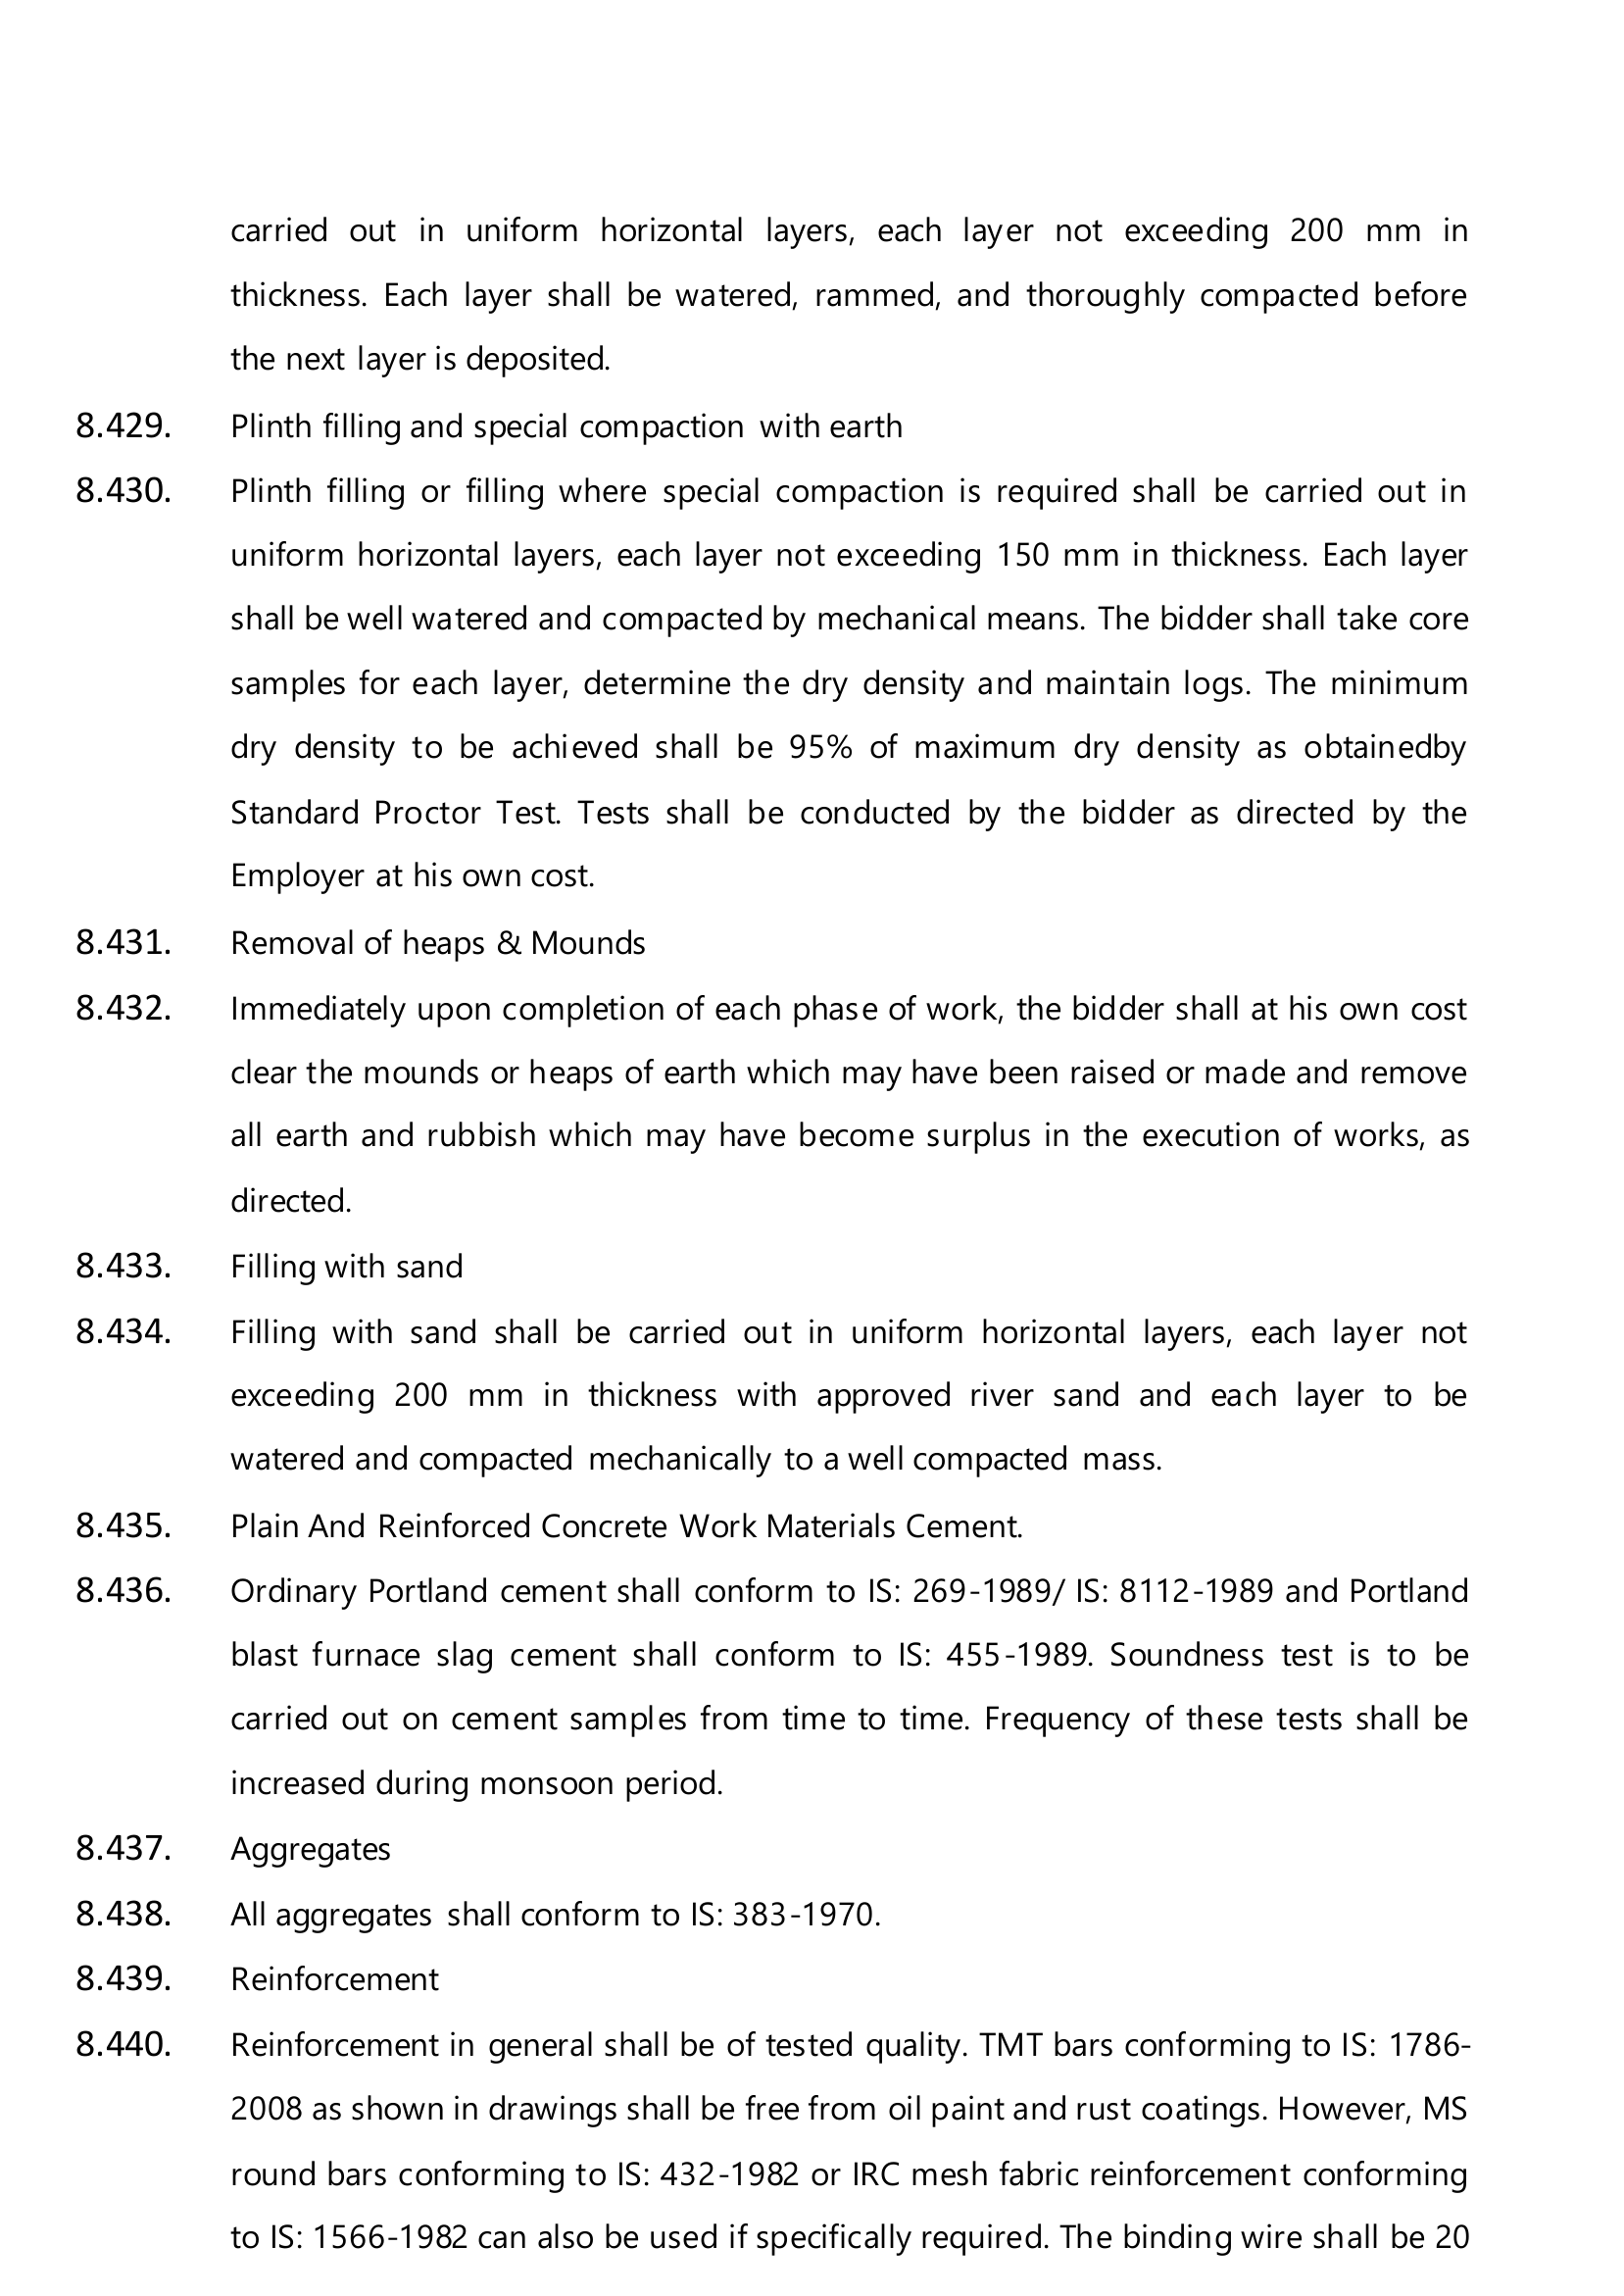 carried out in uniform horizontal layers, each layer not exceeding 200 mm in
thickness. Each layer shall be watered, rammed, and thoroughly compacted before
the next layer is deposited.
8.429. Plinth filling and special compaction with earth
8.430. Plinth filling or filling where special compaction is required shall be carried out in
uniform horizontal layers, each layer not exceeding 150 mm in thickness. Each layer
shall be well watered and compacted by mechanical means. The bidder shall take core
samples for each layer, determine the dry density and maintain logs. The minimum
dry density to be achieved shall be 95% of maximum dry density as obtainedby
Standard Proctor Test. Tests shall be conducted by the bidder as directed by the
Employer at his own cost.
8.431. Removal of heaps & Mounds
8.432. Immediately upon completion of each phase of work, the bidder shall at his own cost
clear the mounds or heaps of earth which may have been raised or made and remove
all earth and rubbish which may have become surplus in the execution of works, as
directed.
8.433. Filling with sand
8.434. Filling with sand shall be carried out in uniform horizontal layers, each layer not
exceeding 200 mm in thickness with approved river sand and each layer to be
watered and compacted mechanically to a well compacted mass.
8.435. Plain And Reinforced Concrete Work Materials Cement.
8.436. Ordinary Portland cement shall conform to IS: 269-1989/ IS: 8112-1989 and Portland
blast furnace slag cement shall conform to IS: 455-1989. Soundness test is to be
carried out on cement samples from time to time. Frequency of these tests shall be
increased during monsoon period.
8.437. Aggregates
8.438. All aggregates shall conform to IS: 383-1970.
8.439. Reinforcement
8.440. Reinforcement in general shall be of tested quality. TMT bars conforming to IS: 1786-
2008 as shown in drawings shall be free from oil paint and rust coatings. However, MS
round bars conforming to IS: 432-1982 or IRC mesh fabric reinforcement conforming
to IS: 1566-1982 can also be used if specifically required. The binding wire shall be 20